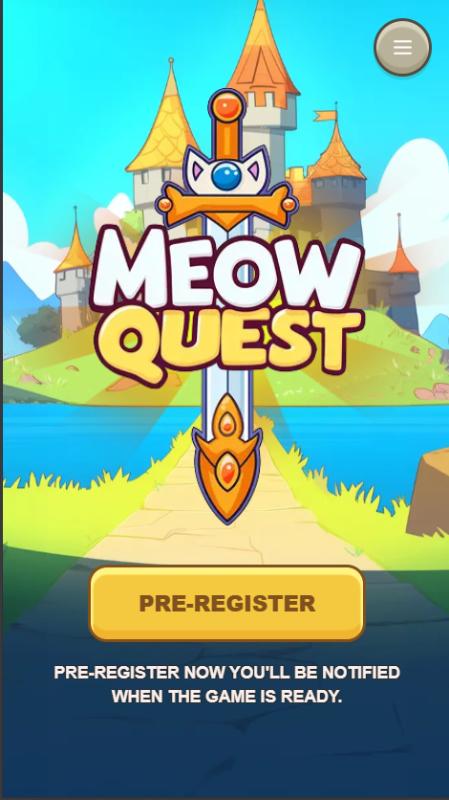 MEOW
QUEST
PRE-REGISTER
PRE-REGISTER NOW YOU'LL BE NOTIFIED
WHEN THE GAME IS READY.